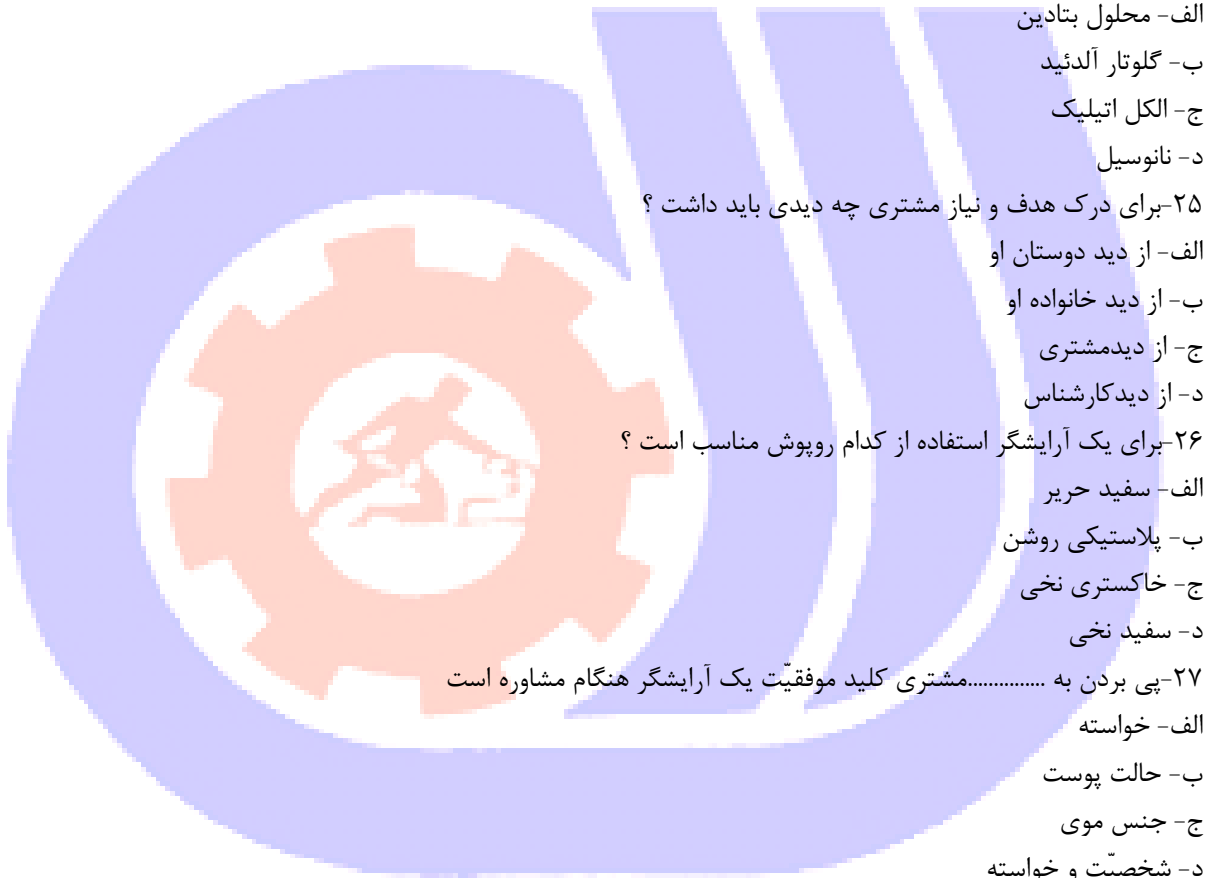 الف- محلول بتادین
ب- گلوتار آلدئید
ج- الکل اتیلیک
د- نانوسیل
۲۵-برای درک هدف و نیاز مشتری چه دیدی باید داشت ؟
الف- از دید دوستان او
ب- از دید خانواده او
ج- از دیدمشتری
د- از دیدکارشناس
۲۶-برای یک آرایشگر استفاده از کدام روپوش مناسب است ؟
الف- سفید حریر
ب- پلاستیکی روشن
ج- خاکستری نخی
د- سفید نخی
۲۷-پی بردن به ..............مشتری کلید موفقیّت یک آرایشگر هنگام مشاوره است
الف- خواسته
ب- حالت پوست
ج- جنس موی
د- شخصیّت و خواسته